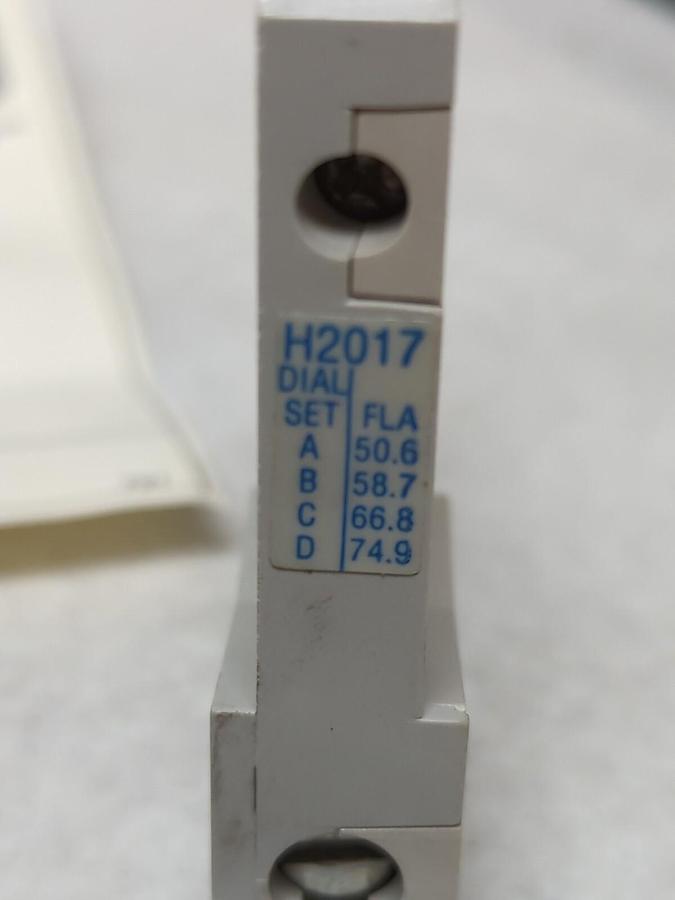 H2017
DIAL
SET FLA
A 50.6
B 58.7
C 66.8
D 74.9